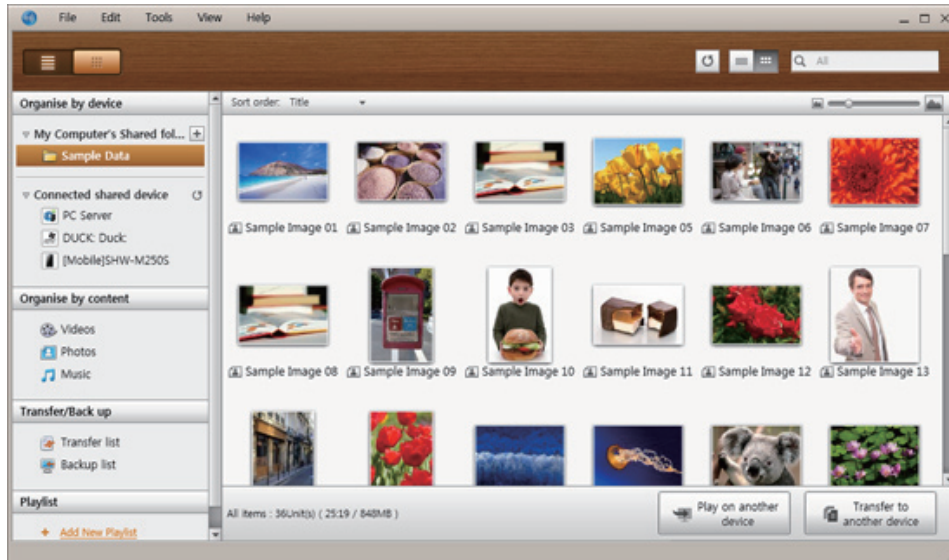 File Edit Tools View Help
All
Organise by device
Sort order: Title
My Computer's Shared fol...
Sample Data
Connected shared device
PC Server
DUCK: Duck:
[Mobile]SHW-M250S
Organise by content
Videos
Photos
Music
Transfer/Back up
Transfer list
Backup list
Playlist
Add New Playlist
Sample Image 01 Sample Image 02 Sample Image 03 Sample Image 05 Sample Image 06 Sample Image 07
Sample Image 08 Sample Image 09 Sample Image 10 Sample Image 11 Sample Image 12 Sample Image 13
All items : 36Unit(s) ( 25:19 / 848MB )
Play on another
device
Transfer to
another device